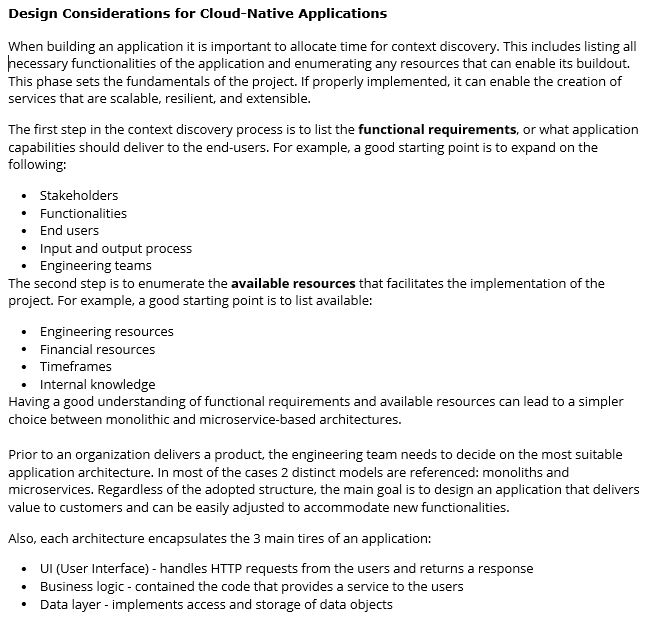 Design Considerations for Cloud-Native Applications
When building an application it is important to allocate time for context discovery. This includes listing all
necessary functionalities of the application and enumerating any resources that can enable its buildout.
This phase sets the fundamentals of the project. If properly implemented, it can enable the creation of
services that are scalable, resilient, and extensible.
The first step in the context discovery process is to list the functional requirements, or what application
capabilities should deliver to the end-users. For example, a good starting point is to expand on the
following:
• Stakeholders
• Functionalities
• End users
• Input and output process
• Engineering teams
The second step is to enumerate the available resources that facilitates the implementation of the
project. For example, a good starting point is to list available:
• Engineering resources
• Financial resources
• Timeframes
• Internal knowledge
Having a good understanding of functional requirements and available resources can lead to a simpler
choice between monolithic and microservice-based architectures.
Prior to an organization delivers a product, the engineering team needs to decide on the most suitable
application architecture. In most of the cases 2 distinct models are referenced: monoliths and
microservices. Regardless of the adopted structure, the main goal is to design an application that delivers
value to customers and can be easily adjusted to accommodate new functionalities.
Also, each architecture encapsulates the 3 main tires of an application:
• UI (User Interface) - handles HTTP requests from the users and returns a response
• Business logic - contained the code that provides a service to the users
• Data layer - implements access and storage of data objects